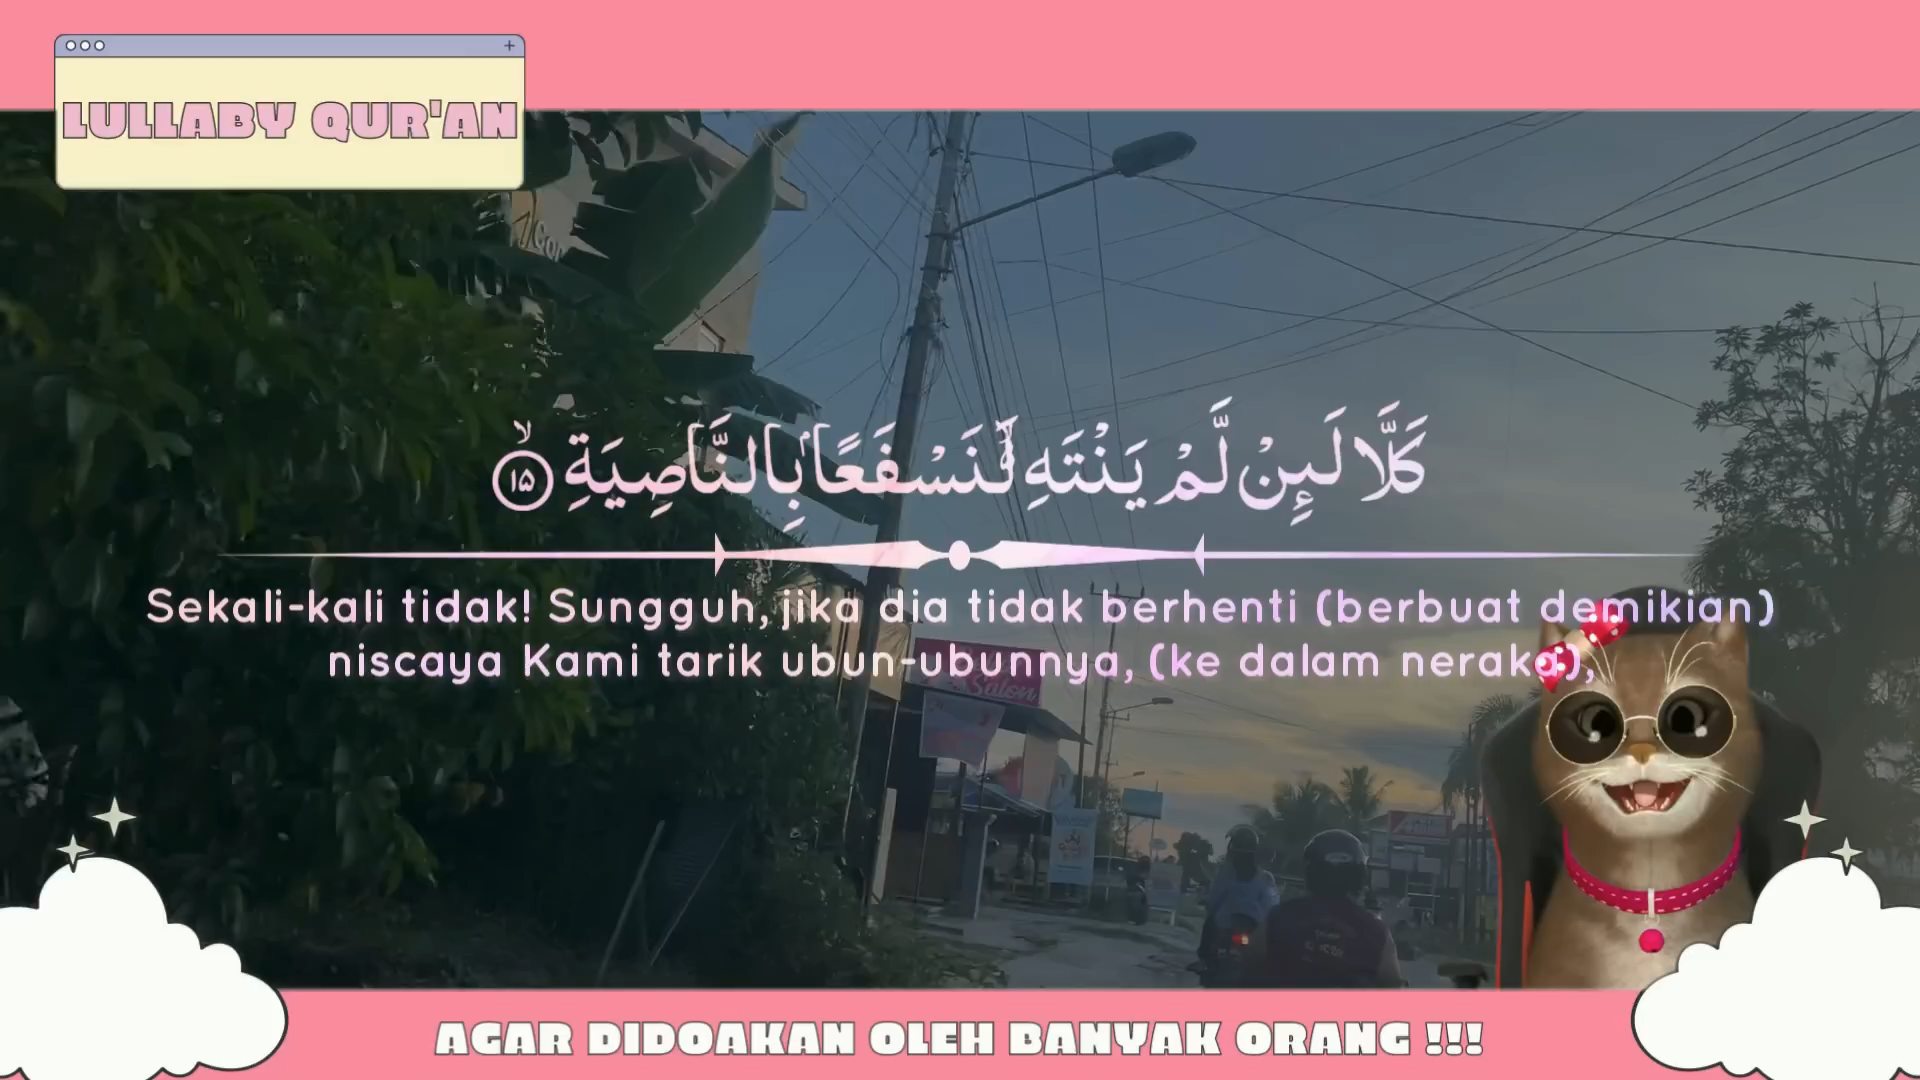 LULLABY QUR'AN
كَلَّا لَىِٕنْ لَّمْ يَنْتَهِ ەۙ لَنَسْفَعًاۢ بِالنَّاصِيَةِۙ ١٥
Sekali-kali tidak! Sungguh, jika dia tidak berhenti (berbuat demikian)
niscaya Kami tarik ubun-ubunnya, (ke dalam neraka),
Salon
AGAR DIDOAKAN OLEH BANYAK ORANG !!!